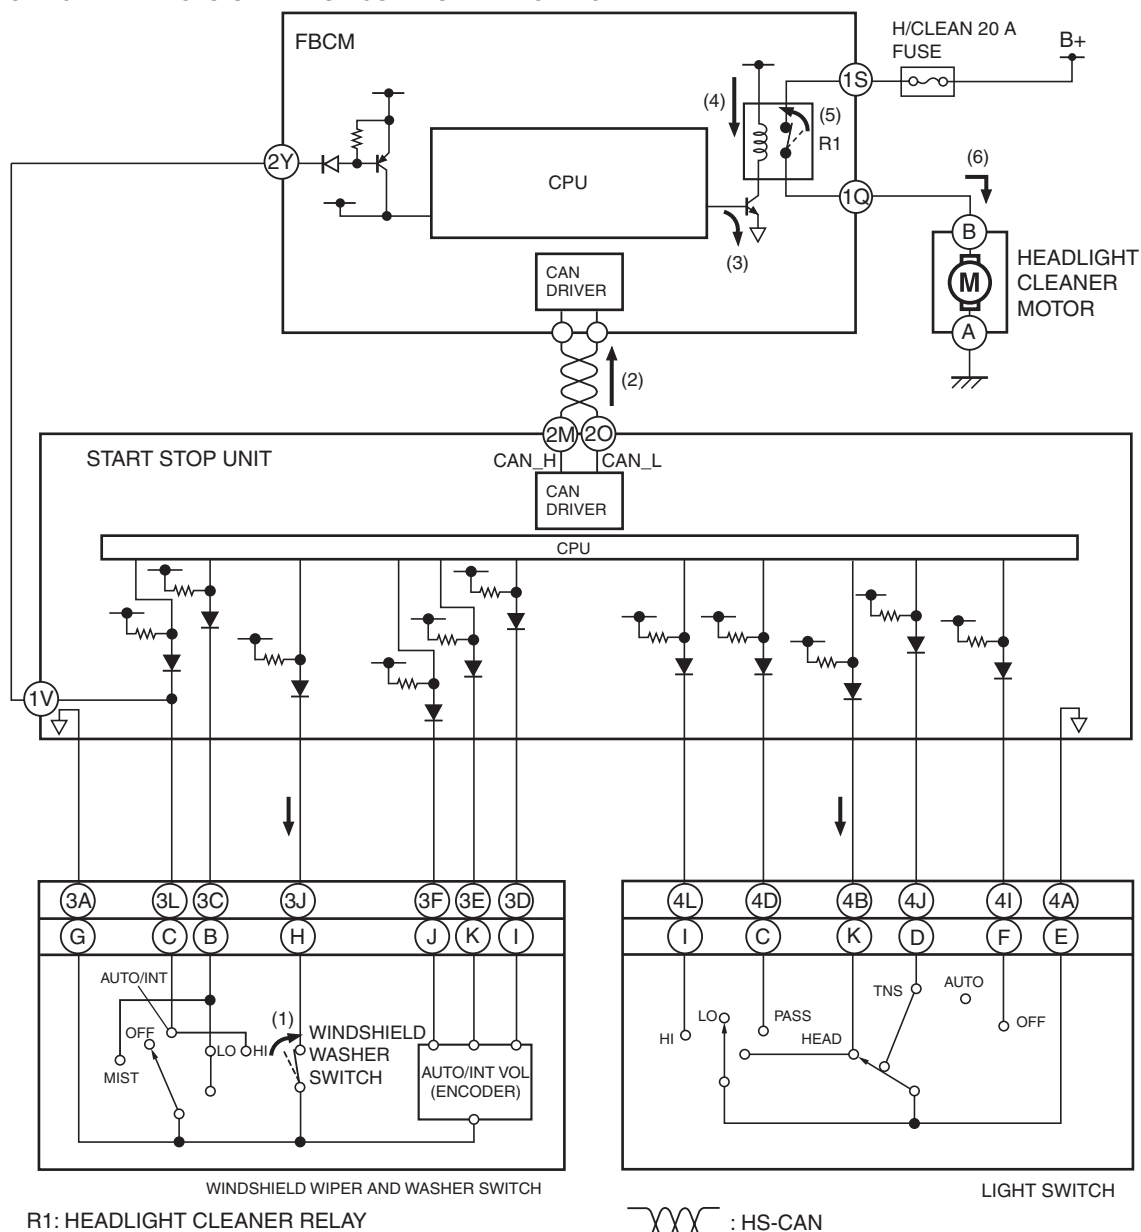 FBCM
H/CLEAN 20 A
FUSE
B+
1S
(4)
(5)
R1
2Y
CPU
1Q
(6)
(3)
B
M
A
HEADLIGHT
CLEANER
MOTOR
CAN
DRIVER
(2)
2M
2O
START STOP UNIT
CAN_H
CAN_L
CAN
DRIVER
CPU
1V
3A
3L
3C
3J
3F
3E
3D
4L
4D
4B
4J
4I
4A
G
C
B
H
J
K
I
I
C
K
D
F
E
AUTO/INT
OFF
MIST
LO
HI
(1)
WINDSHIELD
WASHER
SWITCH
AUTO/INT VOL
(ENCODER)
HI
LO
PASS
HEAD
TNS
AUTO
OFF
WINDSHIELD WIPER AND WASHER SWITCH
LIGHT SWITCH
R1: HEADLIGHT CLEANER RELAY
: HS-CAN